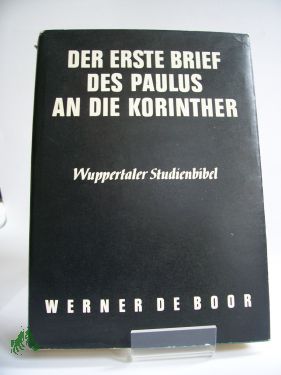 DER ERSTE BRIEF
DES PAULUS
AN DIE KORINTHER
Wuppertaler Studienbibel
WERNER DE BOOR